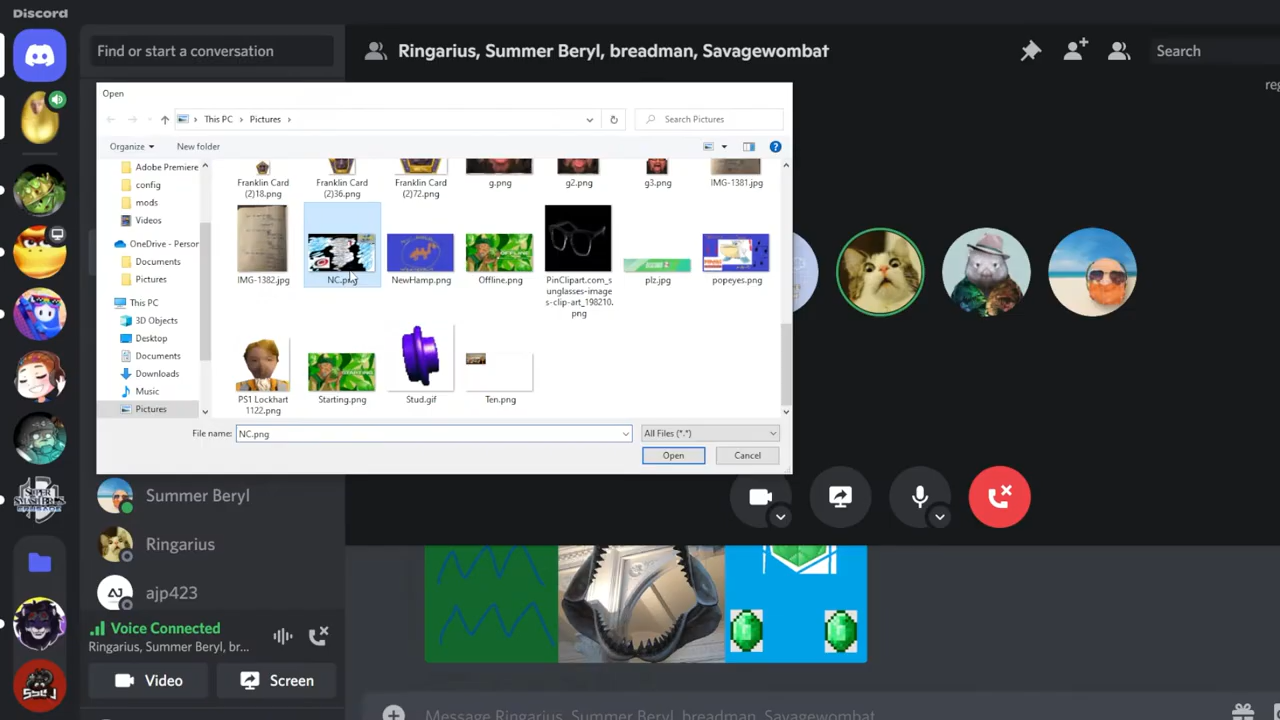 Discord
Find or start a conversation
Ringarius, Summer Beryl, breadman, Savagewombat
Search
Open
This PC
Pictures
Search Pictures
Organize
New folder
Adobe Premiere
config
mods
Videos
OneDrive - Person
Documents
Pictures
This PC
3D Objects
Desktop
Documents
Downloads
Music
Pictures
Franklin Card
(2)18.png
Franklin Card
(2)36.png
Franklin Card
(2)72.png
g.png
g2.png
g3.png
IMG-1381.jpg
IMG-1382.jpg
NC.png
NewHamp.png
Offline.png
PinClipart.com_s
unglasses-image
s-clip-art_198210.
png
plz.jpg
popeyes.png
PS1 Lockhart
1122.png
Starting.png
Stud.gif
Ten.png
File name:
NC.png
All Files (*.*)
Open
Cancel
Summer Beryl
Ringarius
AJ
ajp423
Voice Connected
Ringarius, Summer Beryl, br...
Video
Screen
Message Ringarius, Summer Beryl, breadman, Savagewombat